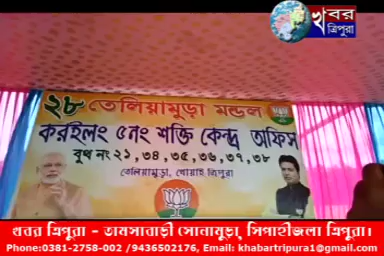 খবর
ত্রিপুরা
২৮ তেলিয়ামুড়া মন্ডল
করইলং ৫নং শক্তি কেন্দ্র অফিস
বুথ নং ২১, ৩৪, ৩৫, ৩৬, ৩৭, ৩৮
তেলিয়ামুড়া, খোয়াই ত্রিপুরা
খবর ত্রিপুরা - তামসাবাড়ী সোনামুড়া, সিপাহীজলা ত্রিপুরা।
Phone:0381-2758-002 /9436502176, Email: khabartripura1@gmail.com